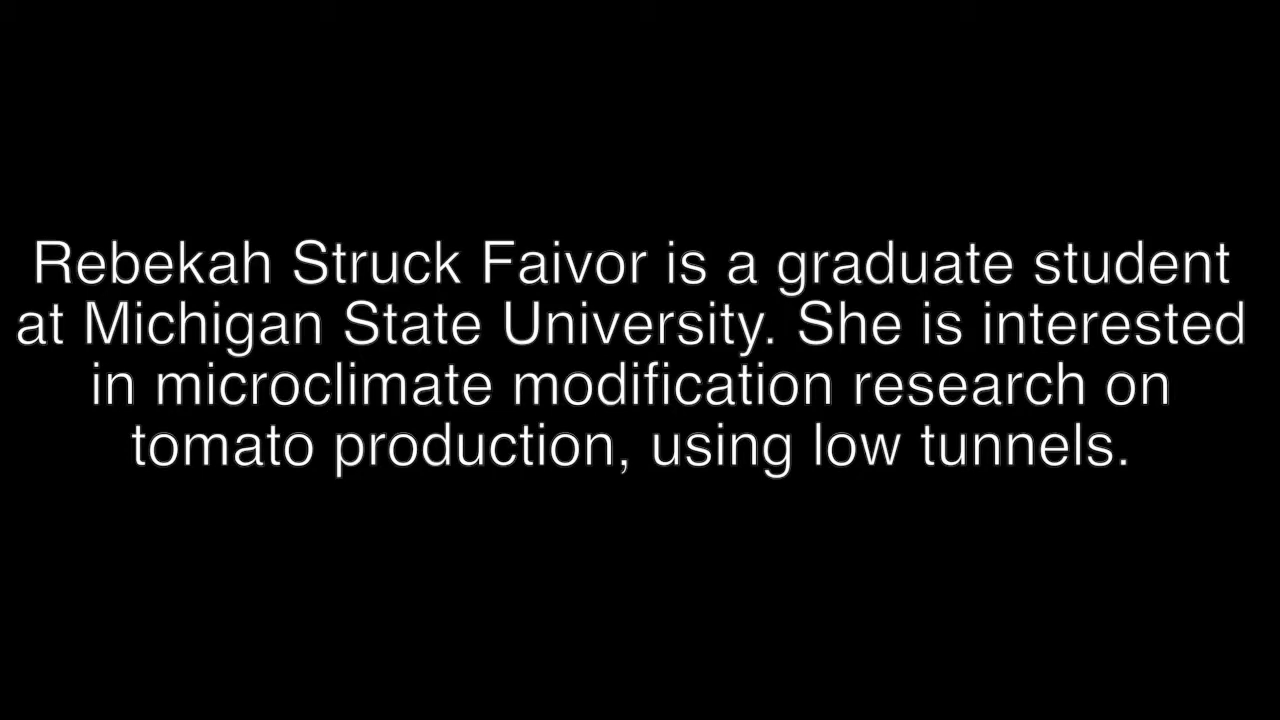 Rebekah Struck Faivor is a graduate student
at Michigan State University. She is interested
in microclimate modification research on
tomato production, using low tunnels.